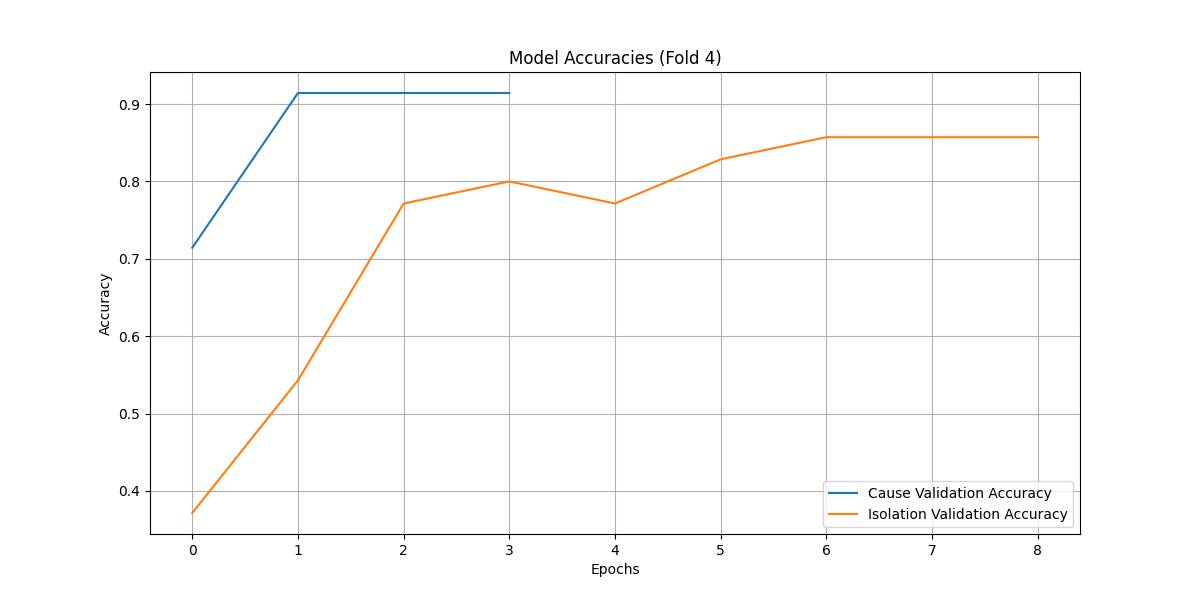 Model Accuracies (Fold 4)
Accuracy
0.9
0.8
0.7
0.6
0.5
0.4
Cause Validation Accuracy
Isolation Validation Accuracy
0 1 2 3 4 5 6 7 8
Epochs